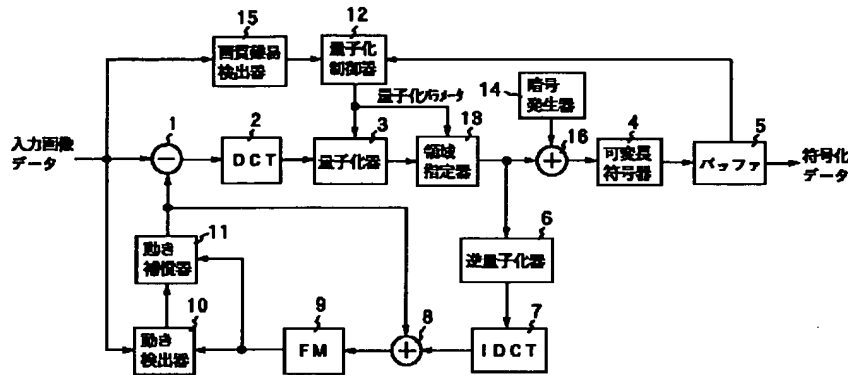 15
画質難易
検出器
12
量子化
制御器
量子化パラメータ
14
暗号
発生器
入力画像
データ
1
2
DCT
3
量子化器
18
領域
指定器
16
4
可変長
符号器
5
バッファ
符号化
データ
11
動き
補償器
6
逆量子化器
10
動き
検出器
9
FM
8
7
IDCT